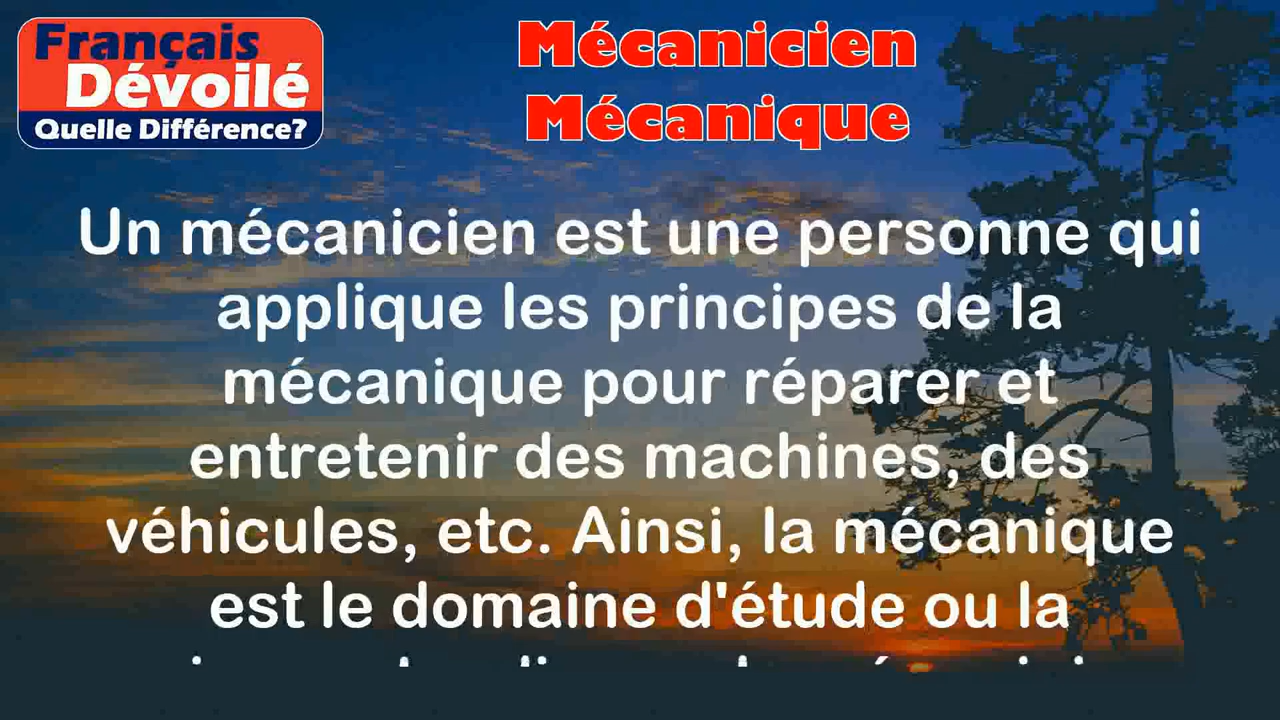 Français
Dévoilé
Quelle Différence?
Mécanicien
Mécanique
Un mécanicien est une personne qui
applique les principes de la
mécanique pour réparer et
entretenir des machines, des
véhicules, etc. Ainsi, la mécanique
est le domaine d'étude ou la